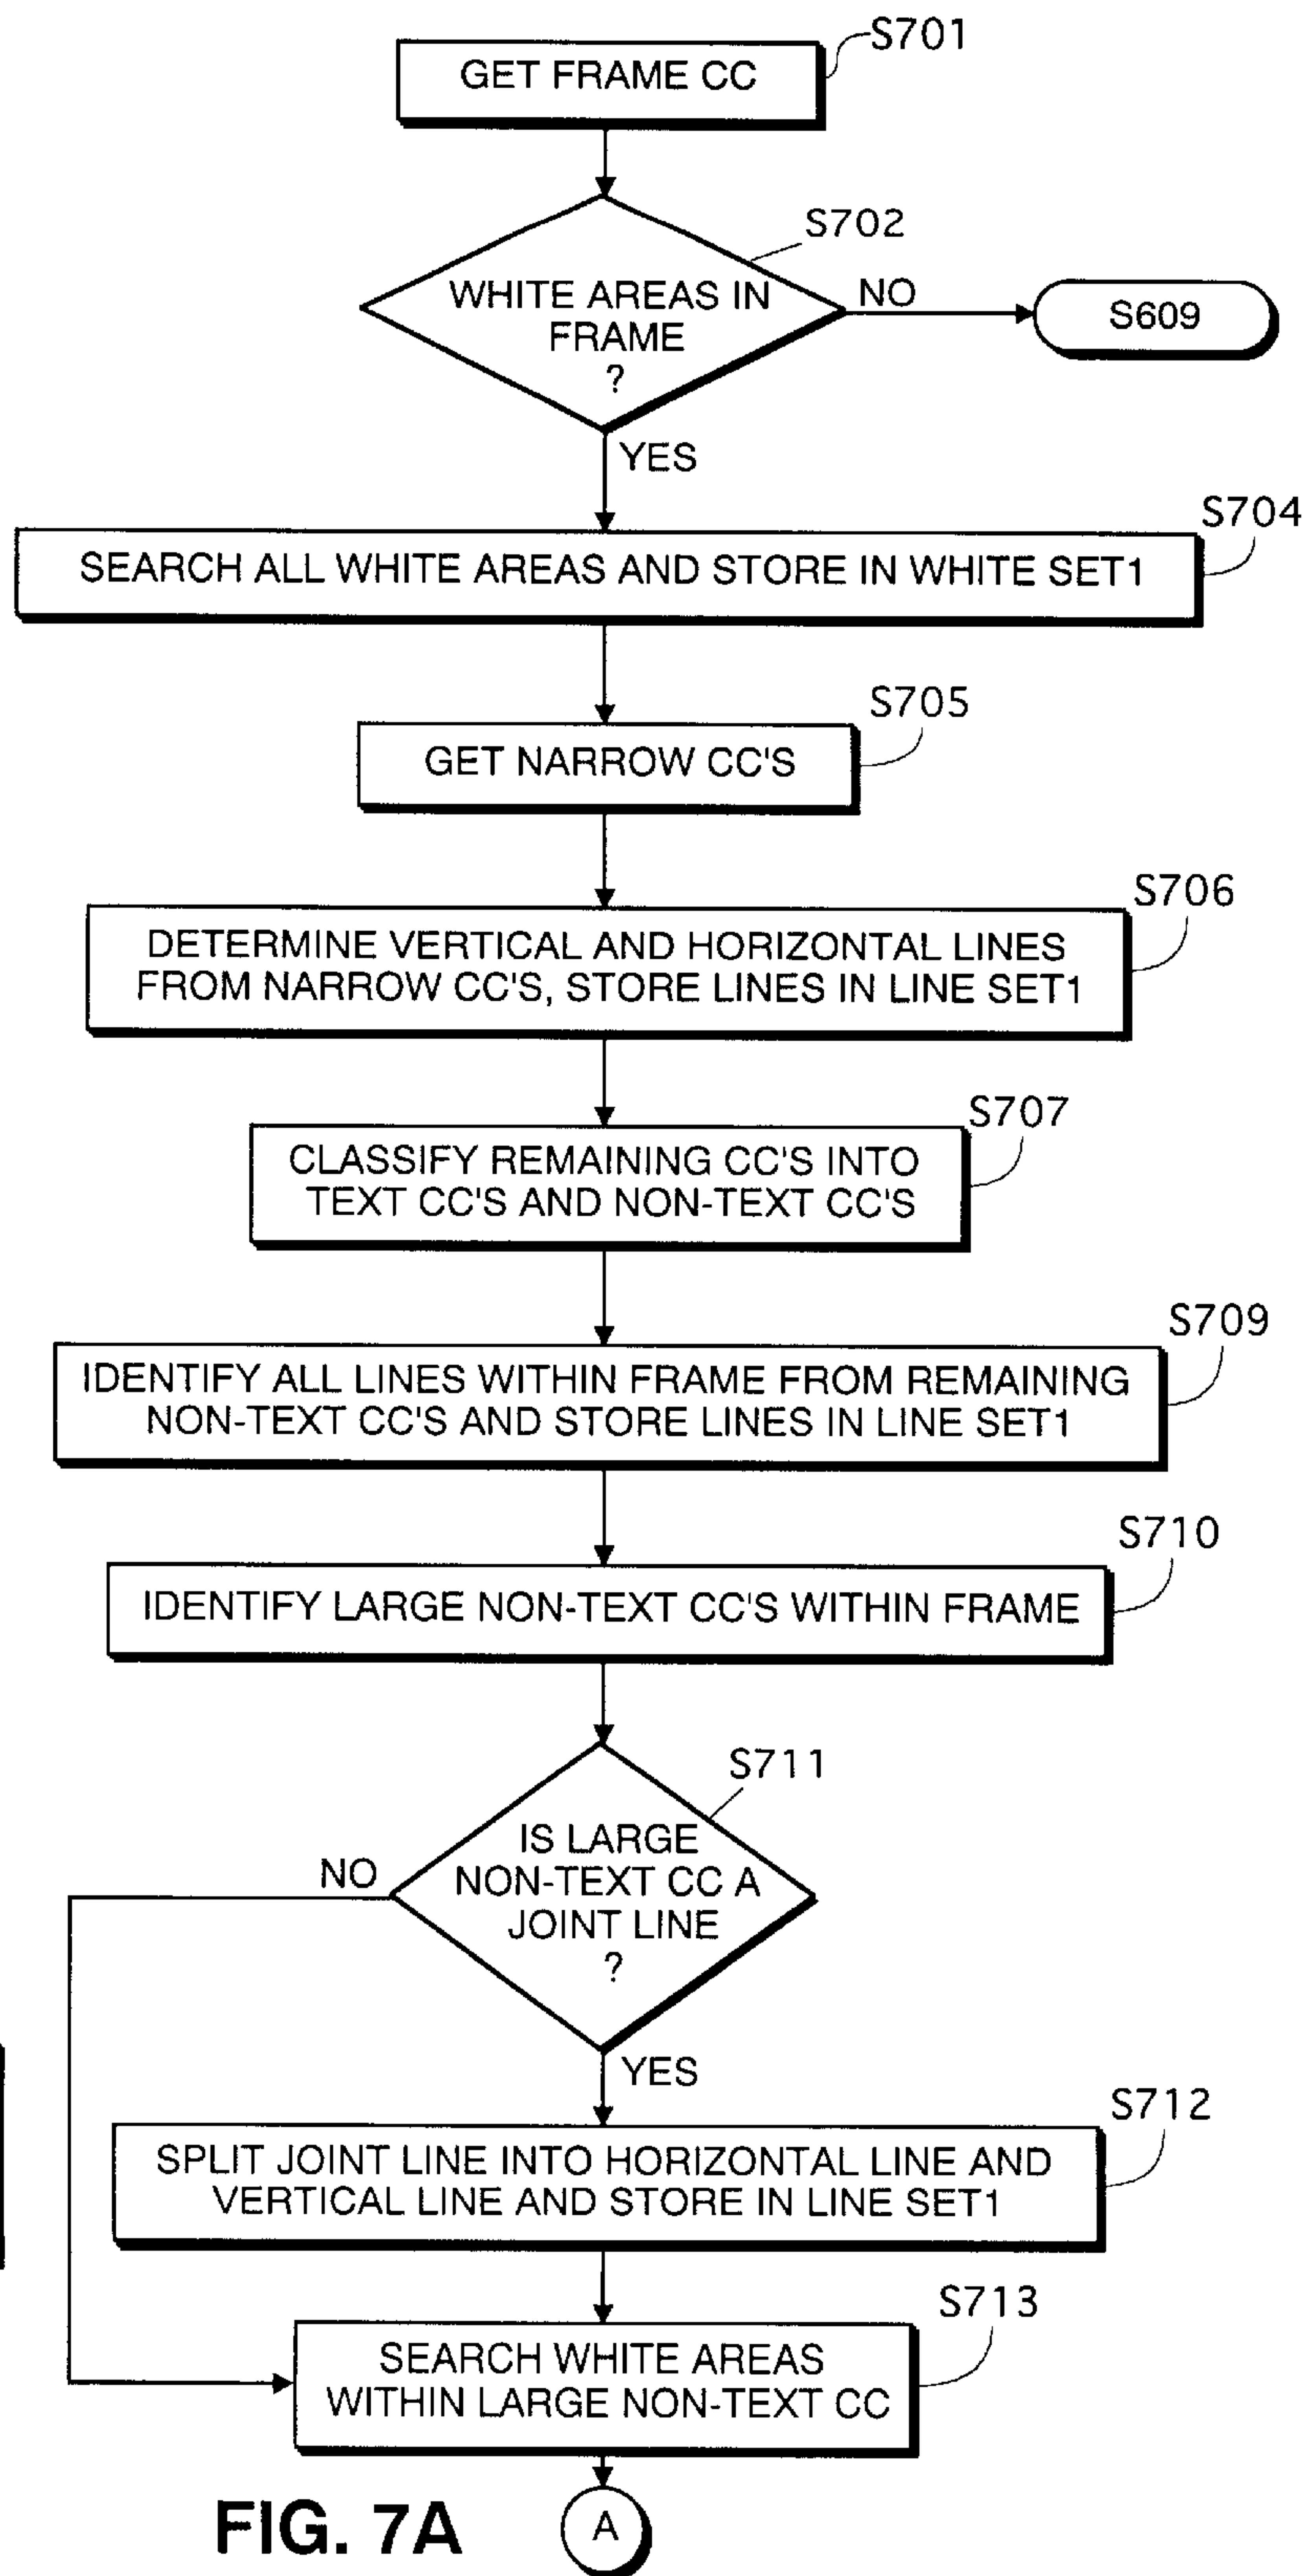 S701
GET FRAME CC
S702
WHITE AREAS IN
FRAME
?
NO
S609
YES
S704
SEARCH ALL WHITE AREAS AND STORE IN WHITE SET1
S705
GET NARROW CC'S
S706
DETERMINE VERTICAL AND HORIZONTAL LINES
FROM NARROW CC'S, STORE LINES IN LINE SET1
S707
CLASSIFY REMAINING CC'S INTO
TEXT CC'S AND NON-TEXT CC'S
S709
IDENTIFY ALL LINES WITHIN FRAME FROM REMAINING
NON-TEXT CC'S AND STORE LINES IN LINE SET1
S710
IDENTIFY LARGE NON-TEXT CC'S WITHIN FRAME
S711
IS LARGE
NON-TEXT CC A
JOINT LINE
?
NO
YES
S712
SPLIT JOINT LINE INTO HORIZONTAL LINE AND
VERTICAL LINE AND STORE IN LINE SET1
S713
SEARCH WHITE AREAS
WITHIN LARGE NON-TEXT CC
A
FIG. 7A